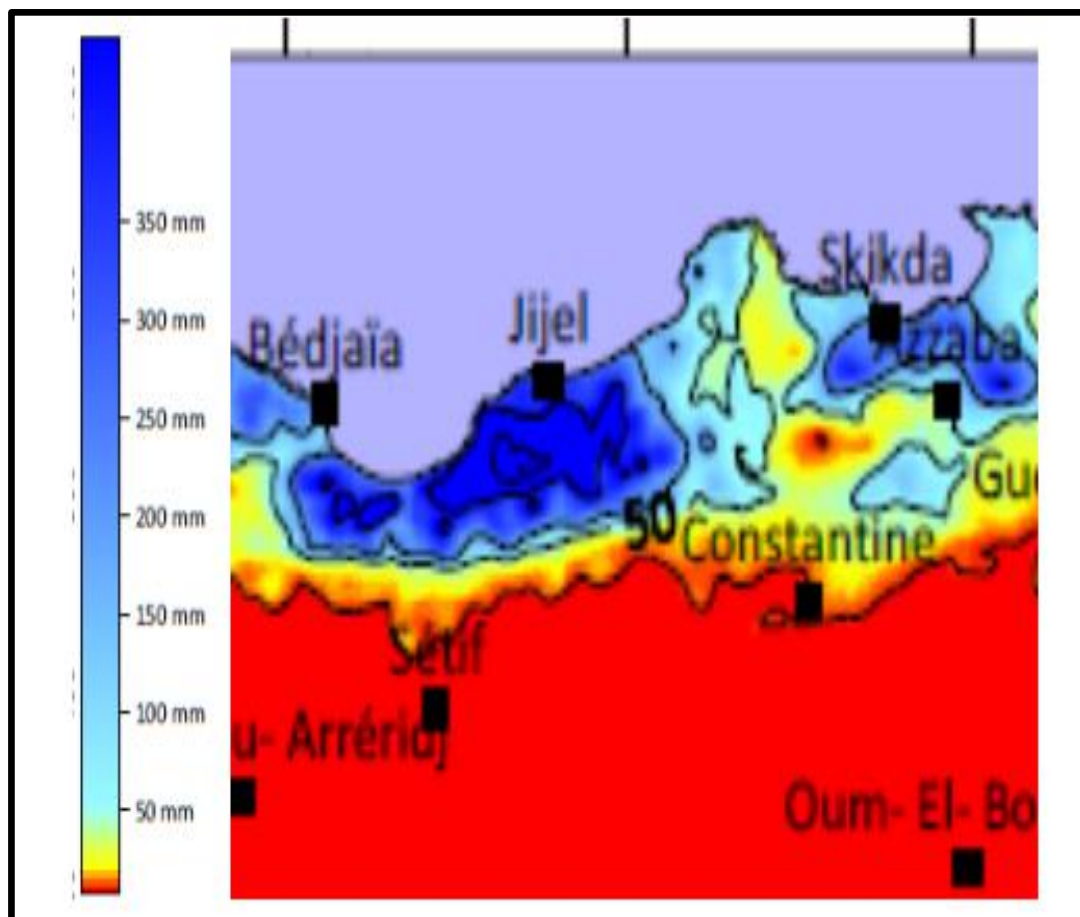 350 mm
300 mm
250 mm
200 mm
150 mm
100 mm
50 mm
Skikda
Jijel
Bédjaïa
Azzaba
Gue
50
Constantine
Sétif
u- Arréridj
Oum- El- Bo